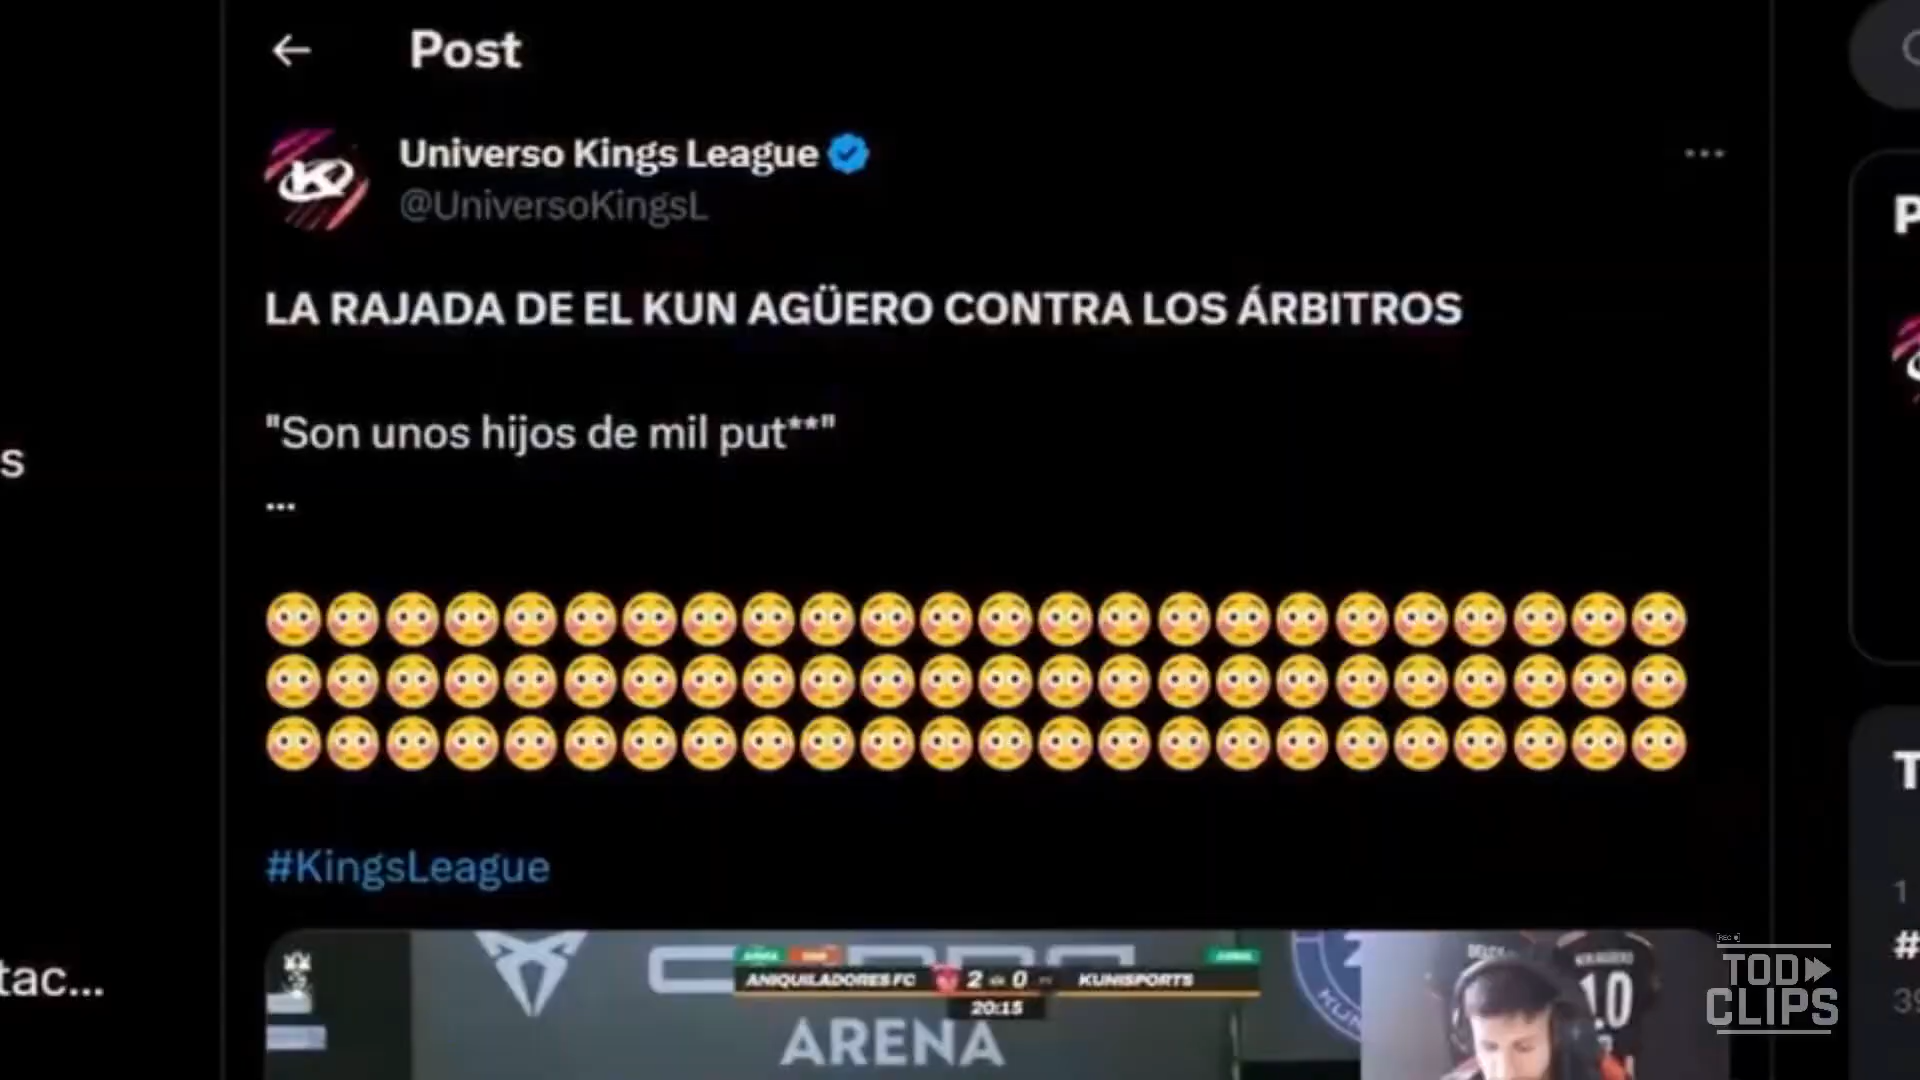 Post
Universo Kings League
@UniversoKingsL
...
LA RAJADA DE EL KUN AGÜERO CONTRA LOS ÁRBITROS
"Son unos hijos de mil put**"
...
😳😳😳😳😳😳😳😳😳😳😳😳😳😳😳😳😳😳😳😳😳😳😳😳
😳😳😳😳😳😳😳😳😳😳😳😳😳😳😳😳😳😳😳😳😳😳😳😳
😳😳😳😳😳😳😳😳😳😳😳😳😳😳😳😳😳😳😳😳😳😳😳😳
#KingsLeague
ANIQUILADORES FC 2 0 KUNISPORTS
20:15
ARENA
tac...
TOD
CLIPS